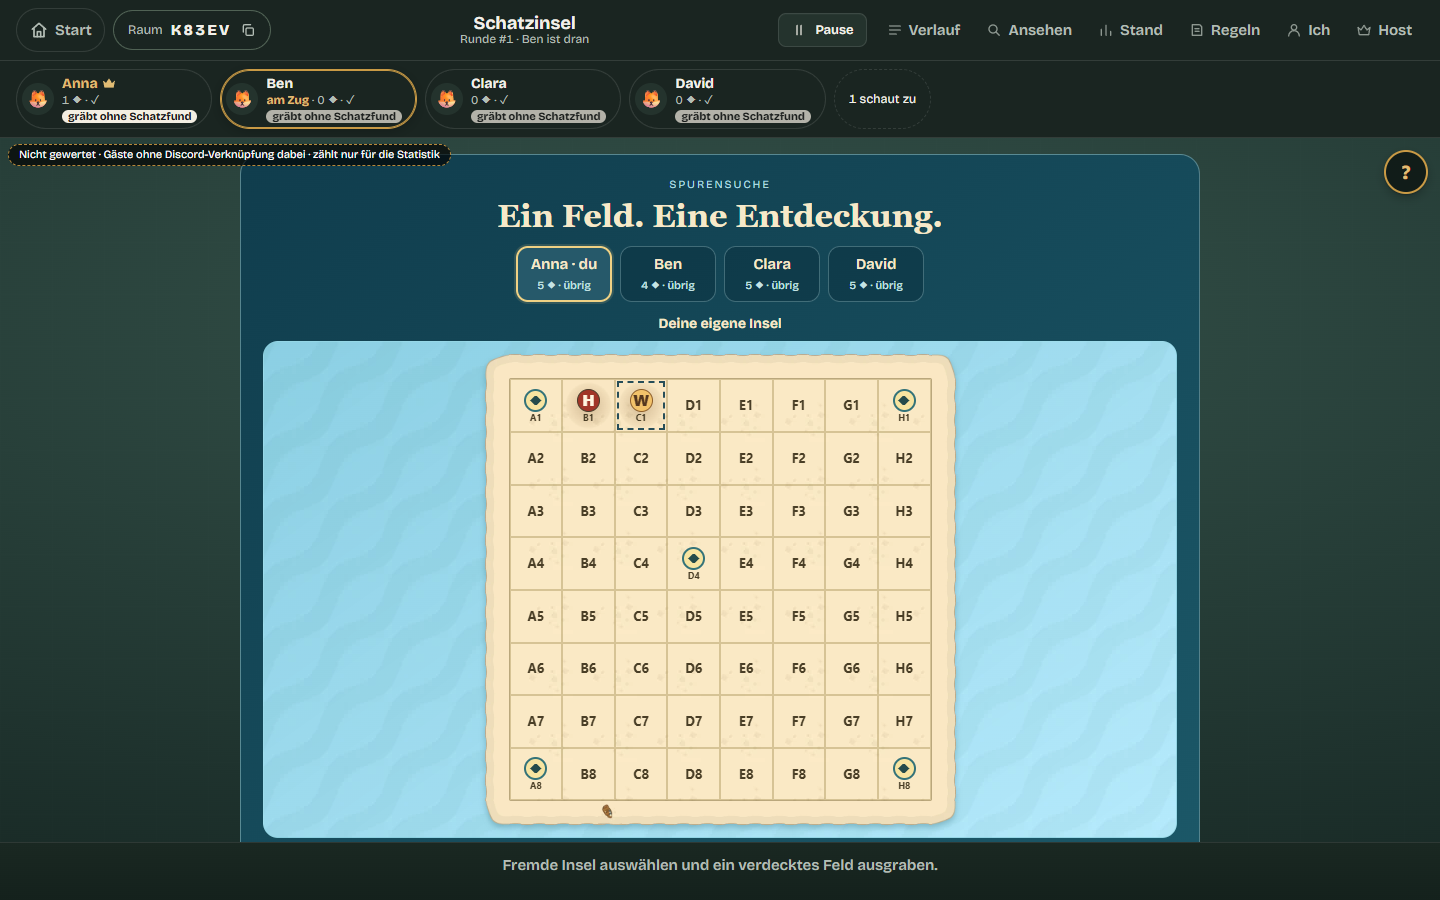 Start
Raum K83EV
Schatzinsel
Runde #1 · Ben ist dran
Pause
Verlauf
Ansehen
Stand
Regeln
Ich
Host
Anna
1 ◆ · ✓
gräbt ohne Schatzfund
Ben
am Zug · 0 ◆ · ✓
gräbt ohne Schatzfund
Clara
0 ◆ · ✓
gräbt ohne Schatzfund
David
0 ◆ · ✓
gräbt ohne Schatzfund
1 schaut zu
Nicht gewertet · Gäste ohne Discord-Verknüpfung dabei · zählt nur für die Statistik
?
SPURENSUCHE
Ein Feld. Eine Entdeckung.
Anna · du
5 ◆ · übrig
Ben
4 ◆ · übrig
Clara
5 ◆ · übrig
David
5 ◆ · übrig
Deine eigene Insel
A1 H B1 W C1 D1 E1 F1 G1 H1
A2 B2 C2 D2 E2 F2 G2 H2
A3 B3 C3 D3 E3 F3 G3 H3
A4 B4 C4 D4 E4 F4 G4 H4
A5 B5 C5 D5 E5 F5 G5 H5
A6 B6 C6 D6 E6 F6 G6 H6
A7 B7 C7 D7 E7 F7 G7 H7
A8 B8 C8 D8 E8 F8 G8 H8
Fremde Insel auswählen und ein verdecktes Feld ausgraben.